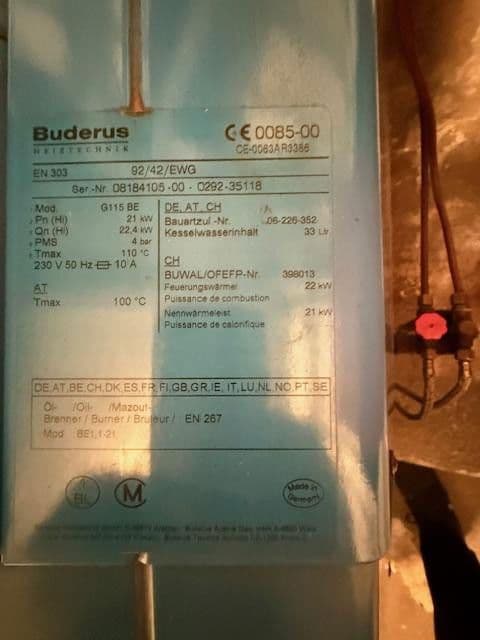 Buderus
HEIZTECHNIK
CE 0085-00
CE-0063AR3366
EN 303 92/42/EWG
Ser.-Nr. 08184105-00-0292-35118
Mod. G115 BE
Pn (Hi) 21 kW
Qn (Hi) 22,4 kW
PMS 4 bar
Tmax 110 °C
230 V 50 Hz 10 A
AT
Tmax 100 °C
DE, AT, CH
Bauartzul.-Nr. 06-226-352
Kesselwasserinhalt 33 Ltr
CH
BUWAL/OFEFP-Nr. 398013
Feuerungswärmel 22 kW
Puissance de combustion
Nennwärmeleist 21 kW
Puissance de calorifique
DE,AT,BE,CH,DK,ES,FR,FI,GB,GR,IE,IT,LU,NL,NO,PT,SE
Öl- /Oil- /Mazout-
Brenner / Burner / Bruleur / EN 267
Mod. BE1,1-21
BL
M
Made in
Germany